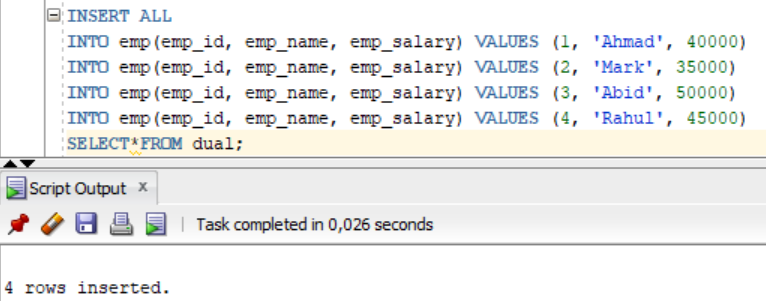 INSERT ALL
INTO emp(emp_id, emp_name, emp_salary) VALUES (1, 'Ahmad', 40000)
INTO emp(emp_id, emp_name, emp_salary) VALUES (2, 'Mark', 35000)
INTO emp(emp_id, emp_name, emp_salary) VALUES (3, 'Abid', 50000)
INTO emp(emp_id, emp_name, emp_salary) VALUES (4, 'Rahul', 45000)
SELECT*FROM dual;
Script Output x
Task completed in 0,026 seconds
4 rows inserted.